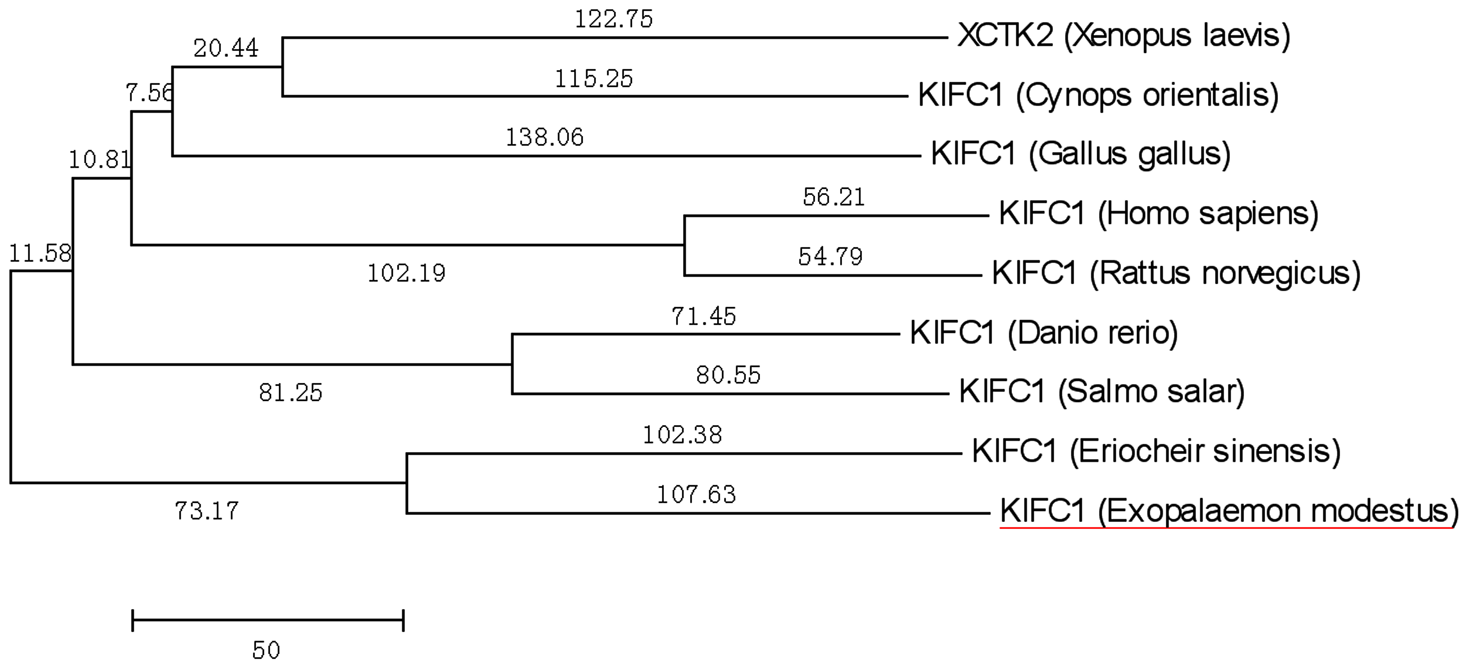 122.75
XCTK2 (Xenopus laevis)
20.44
115.25
KIFC1 (Cynops orientalis)
7.56
138.06
KIFC1 (Gallus gallus)
10.81
56.21
KIFC1 (Homo sapiens)
11.58
102.19
54.79
KIFC1 (Rattus norvegicus)
71.45
KIFC1 (Danio rerio)
81.25
80.55
KIFC1 (Salmo salar)
102.38
KIFC1 (Eriocheir sinensis)
73.17
107.63
KIFC1 (Exopalaemon modestus)
50